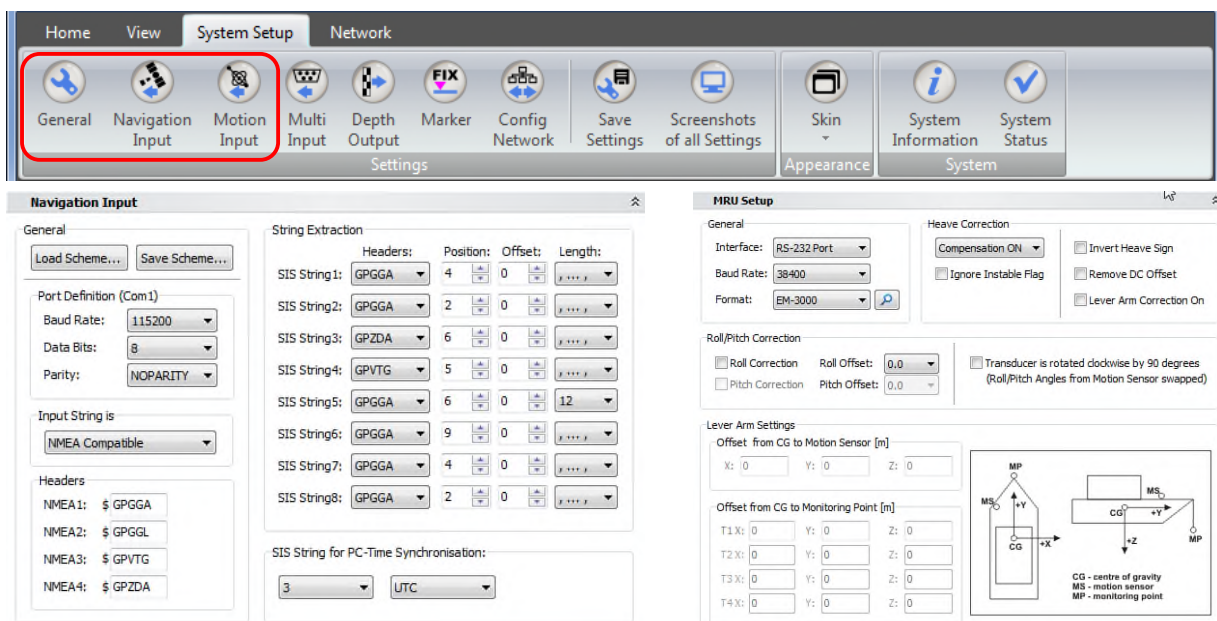 Home View System Setup Network
General Navigation Input Motion Input Multi Input Depth Output Marker Config Network Save Settings Screenshots of all Settings Skin System Information System Status
FIX
Settings Appearance System
Navigation Input
General
Load Scheme... Save Scheme...
Port Definition (Com1)
Baud Rate: 115200
Data Bits: 8
Parity: NOPARITY
Input String is
NMEA Compatible
Headers
NMEA1: $ GPGGA
NMEA2: $ GPGGL
NMEA3: $ GPVTG
NMEA4: $ GPZDA
String Extraction
Headers: Position: Offset: Length:
SIS String1: GPGGA 4 0 , ... ,
SIS String2: GPGGA 2 0 , ... ,
SIS String3: GPZDA 6 0 , ... ,
SIS String4: GPVTG 5 0 , ... ,
SIS String5: GPGGA 6 0 12
SIS String6: GPGGA 9 0 , ... ,
SIS String7: GPGGA 4 0 , ... ,
SIS String8: GPGGA 2 0 , ... ,
SIS String for PC-Time Synchronisation:
3 UTC
MRU Setup
General
Interface: RS-232 Port
Baud Rate: 38400
Format: EM-3000
Heave Correction
Compensation ON Invert Heave Sign
Ignore Instable Flag Remove DC Offset
Lever Arm Correction On
Roll/Pitch Correction
Roll Correction Roll Offset: 0.0
Pitch Correction Pitch Offset: 0.0
Transducer is rotated clockwise by 90 degrees
(Roll/Pitch Angles from Motion Sensor swapped)
Lever Arm Settings
Offset from CG to Motion Sensor [m]
X: 0 Y: 0 Z: 0
Offset from CG to Monitoring Point [m]
T1 X: 0 Y: 0 Z: 0
T2 X: 0 Y: 0 Z: 0
T3 X: 0 Y: 0 Z: 0
T4 X: 0 Y: 0 Z: 0
MP
MS +Y
CG +X
MS
CG +Y
+Z MP
CG - centre of gravity
MS - motion sensor
MP - monitoring point